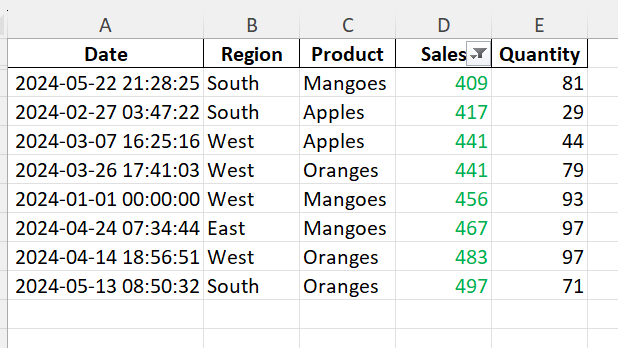 A B C D E
Date Region Product Sales Quantity
2024-05-22 21:28:25 South Mangoes 409 81
2024-02-27 03:47:22 South Apples 417 29
2024-03-07 16:25:16 West Apples 441 44
2024-03-26 17:41:03 West Oranges 441 79
2024-01-01 00:00:00 West Mangoes 456 93
2024-04-24 07:34:44 East Mangoes 467 97
2024-04-14 18:56:51 West Oranges 483 97
2024-05-13 08:50:32 South Oranges 497 71